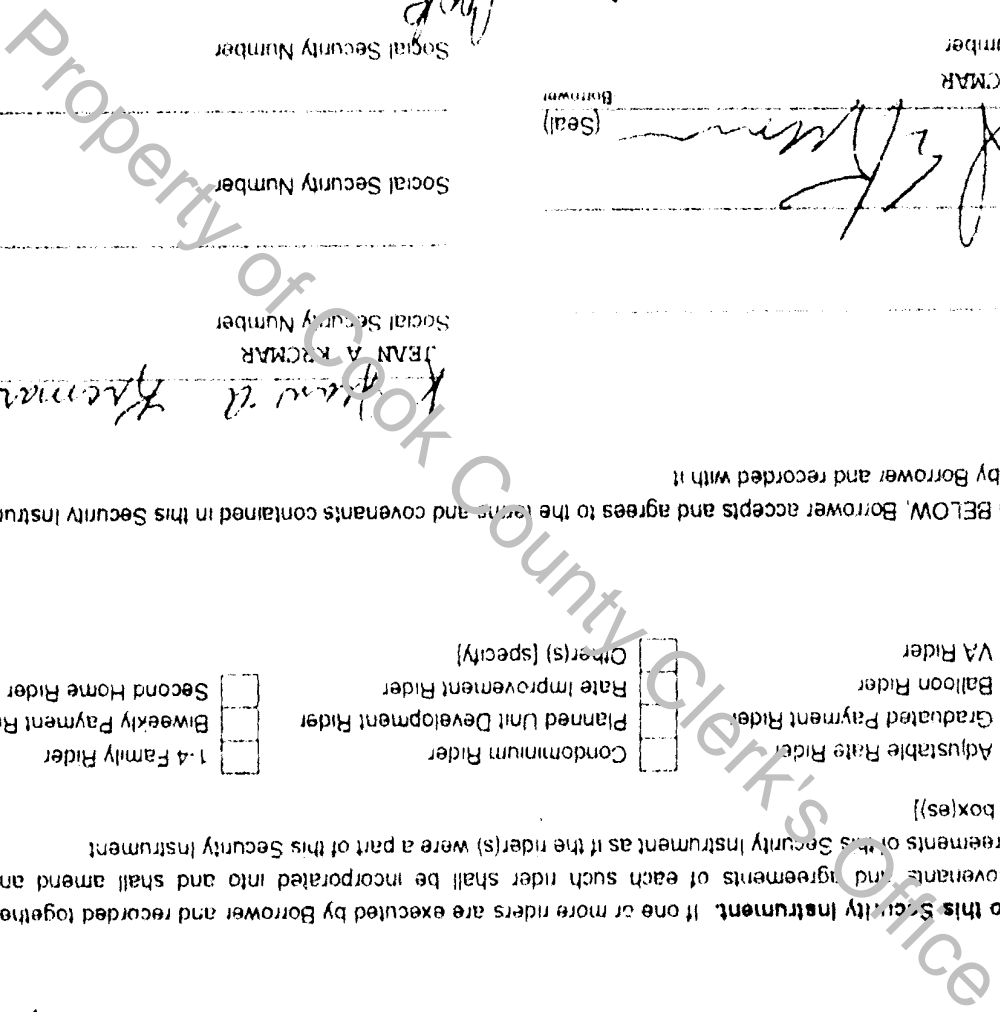 o this Security Instrument. If one or more riders are executed by Borrower and recorded togethe
ovenants and agreements of each such rider shall be incorporated into and shall amend an
reements of this Security Instrument as if the rider(s) were a part of this Security Instrument
box(es)]
Adjustable Rate Rider
Condominium Rider
1-4 Family Rider
Graduated Payment Rider
Planned Unit Development Rider
Biweekly Payment R
Balloon Rider
Rate Improvement Rider
Second Home Rider
VA Rider
Other(s) [specify]
BELOW, Borrower accepts and agrees to the terms and covenants contained in this Security Instru
by Borrower and recorded with it
Jean A Krcmar
JEAN A KRCMAR
Social Security Number
Social Security Number
(Seal)
Borrower
CMAR
umber
Social Security Number
Property of Cook County Clerk's Office